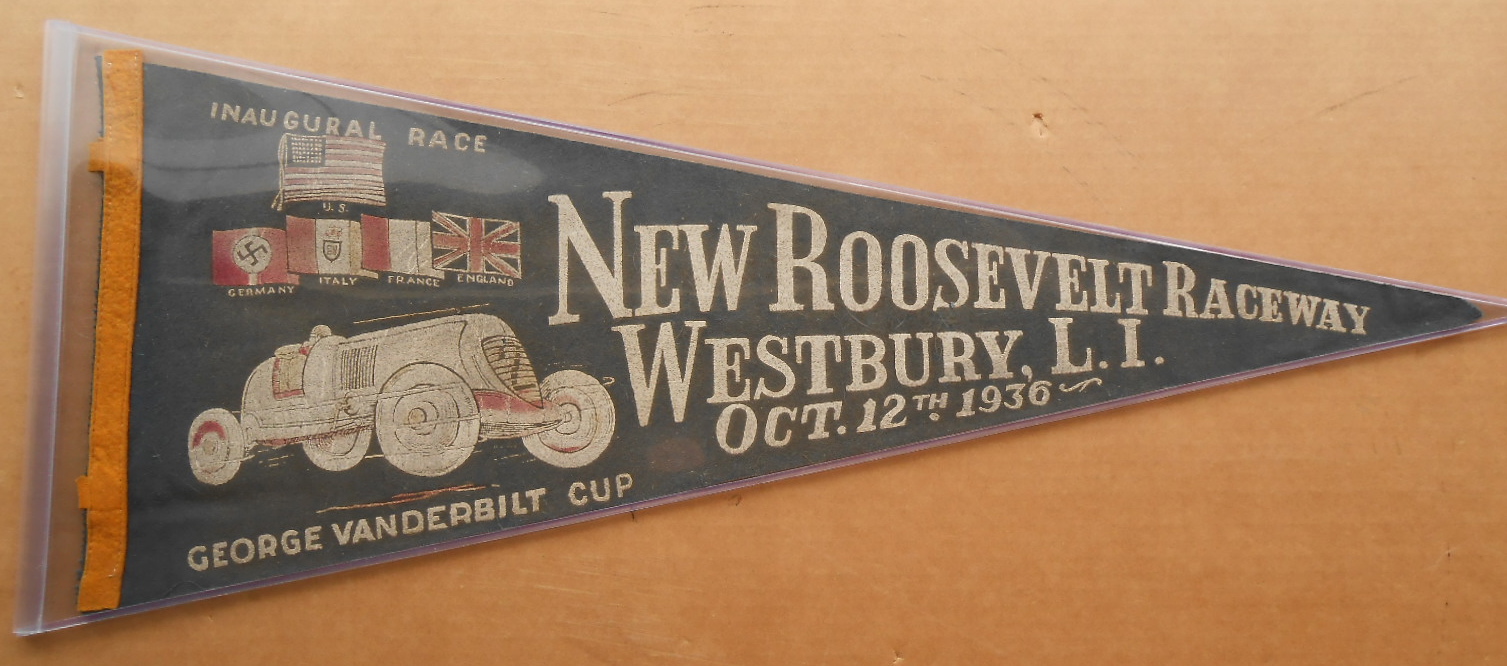 INAUGURAL RACE
U.S.
GERMANY ITALY FRANCE ENGLAND
NEW ROOSEVELT RACEWAY
WESTBURY, L.I.
OCT. 12TH 1936
GEORGE VANDERBILT CUP